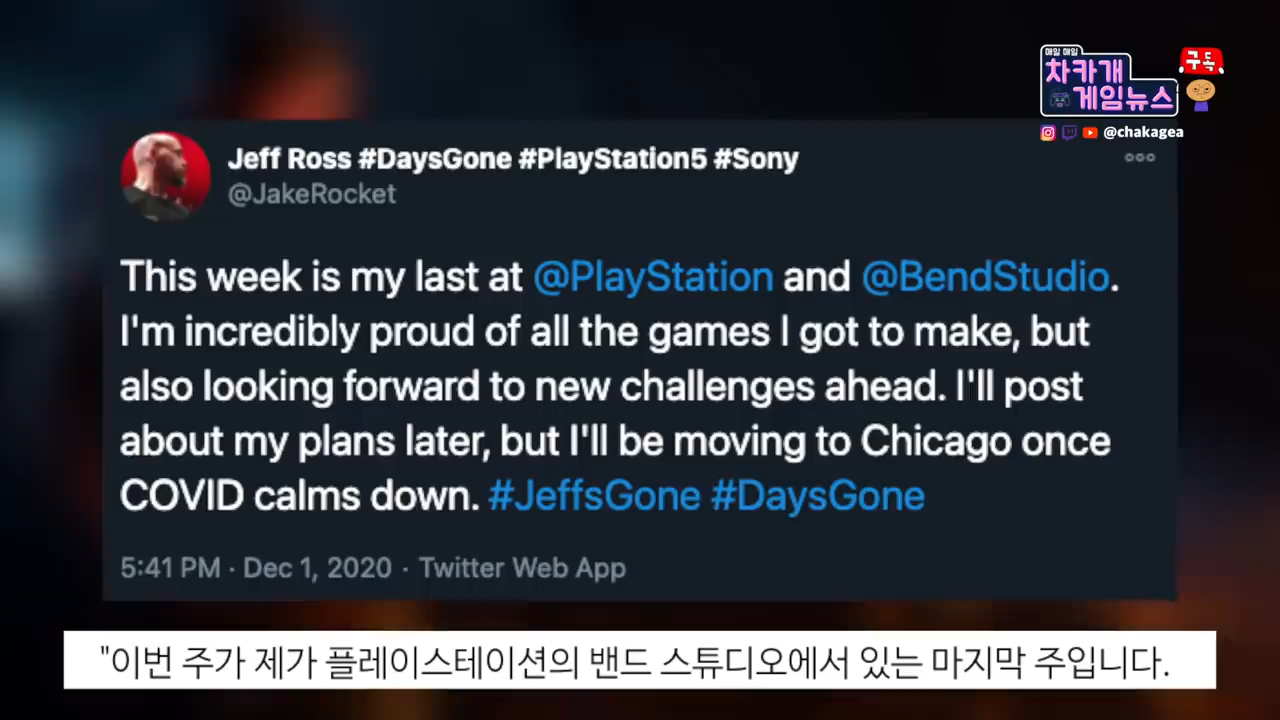 매일 매일
차카개
게임뉴스
구독
@chakagea
Jeff Ross #DaysGone #PlayStation5 #Sony
@JakeRocket
This week is my last at @PlayStation and @BendStudio.
I'm incredibly proud of all the games I got to make, but
also looking forward to new challenges ahead. I'll post
about my plans later, but I'll be moving to Chicago once
COVID calms down. #JeffsGone #DaysGone
5:41 PM · Dec 1, 2020 · Twitter Web App
"이번 주가 제가 플레이스테이션의 밴드 스튜디오에서 있는 마지막 주입니다.